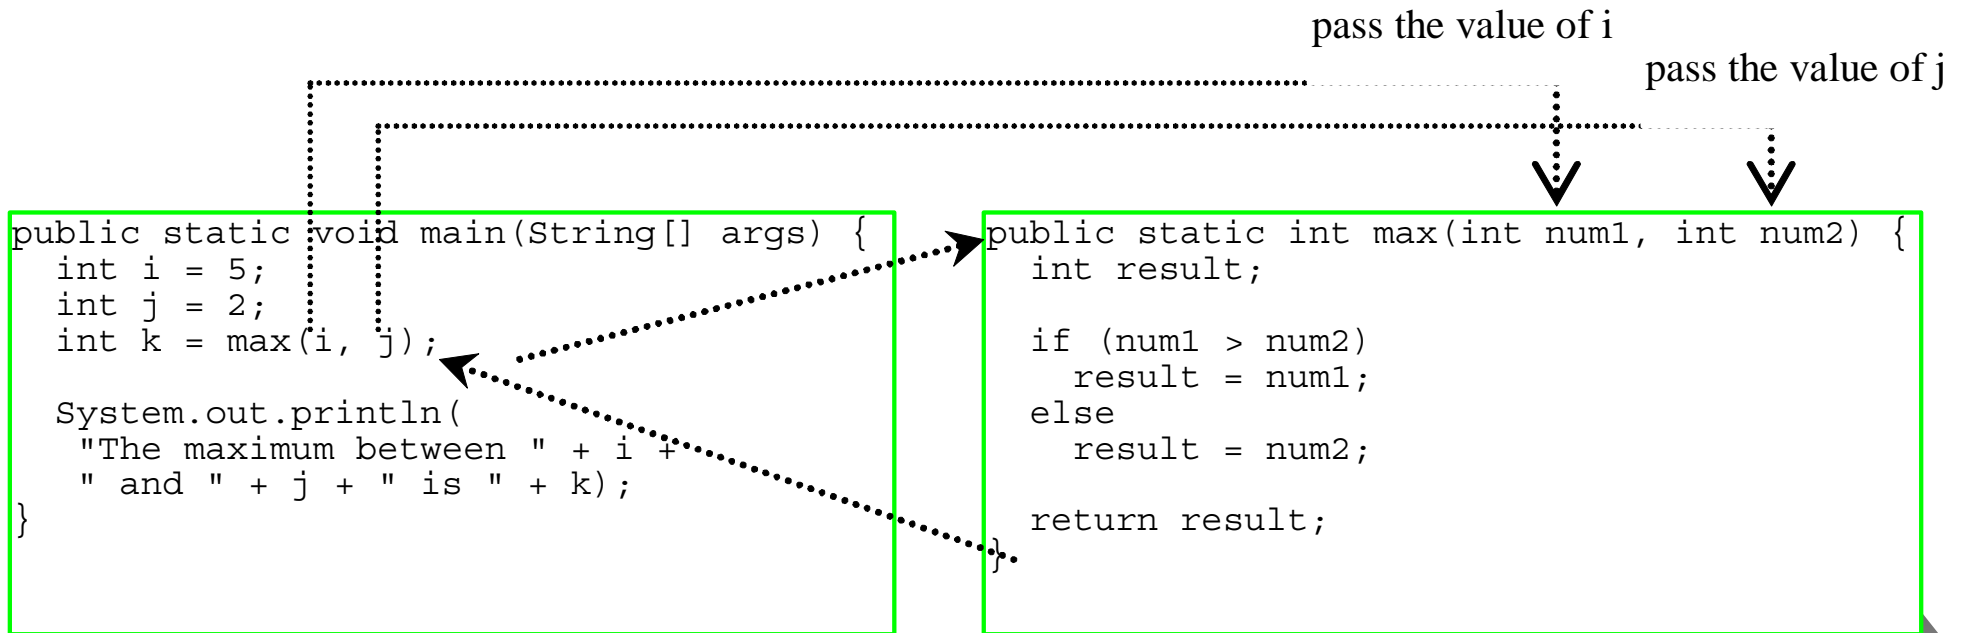 pass the value of i
pass the value of j
public static void main(String[] args) {
  int i = 5;
  int j = 2;
  int k = max(i, j);

  System.out.println(
   "The maximum between " + i +
   " and " + j + " is " + k);
}
public static int max(int num1, int num2) {
  int result;

  if (num1 > num2)
    result = num1;
  else
    result = num2;

  return result;
}